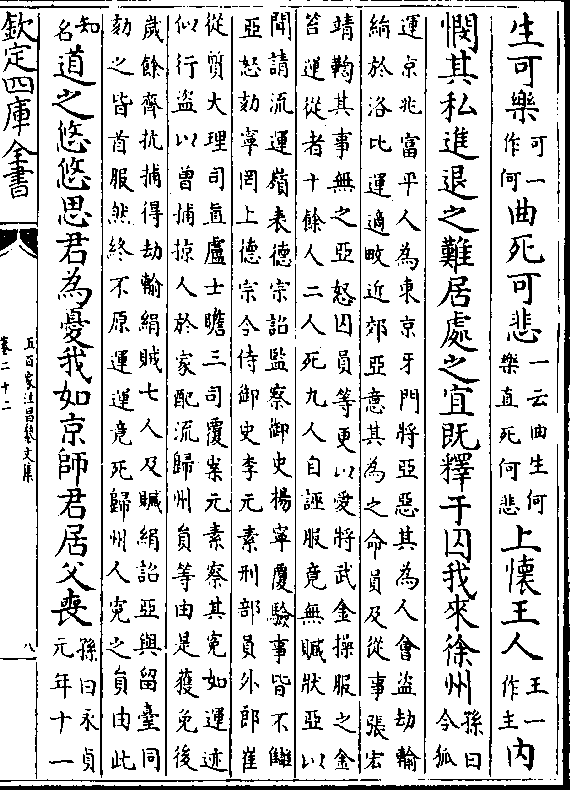 生可樂可一作何曲死可悲一云曲生何樂直死何悲上懷王人王一作主内
憫其私進退之難居處之宜既釋于囚我來徐州孫曰令狐
運京兆富平人為東京牙門將亞惡其為人會盜劫輸
絹於洛比運適畋近郊亞意其為之命員及從事張宏
靖鞫其事無之亞怒囚員等更以愛將武金操服之金
笞運從者十餘人二人死九人自誣服竟無贓狀亞以
聞請流運嶺表德宗詔監察御史楊寧覆驗事皆不讎
亞怒劾寧罔上德宗令侍御史李元素刑部員外郎崔
從質大理司直盧士瞻三司覆案元素察其寃如運迹
似行盜以曾捕掠人於家配流歸州員等由是獲免後
嵗餘齊抗捕得劫輸絹賊七人及贓絹詔亞與留臺同
劾之皆首服然終不原運運竟死歸州人寃之員由此
知名道之悠悠思君為憂我如京師君居父喪孫曰永貞元年十一
欽定四庫全書
五百家注昌黎文集
卷二十二
八